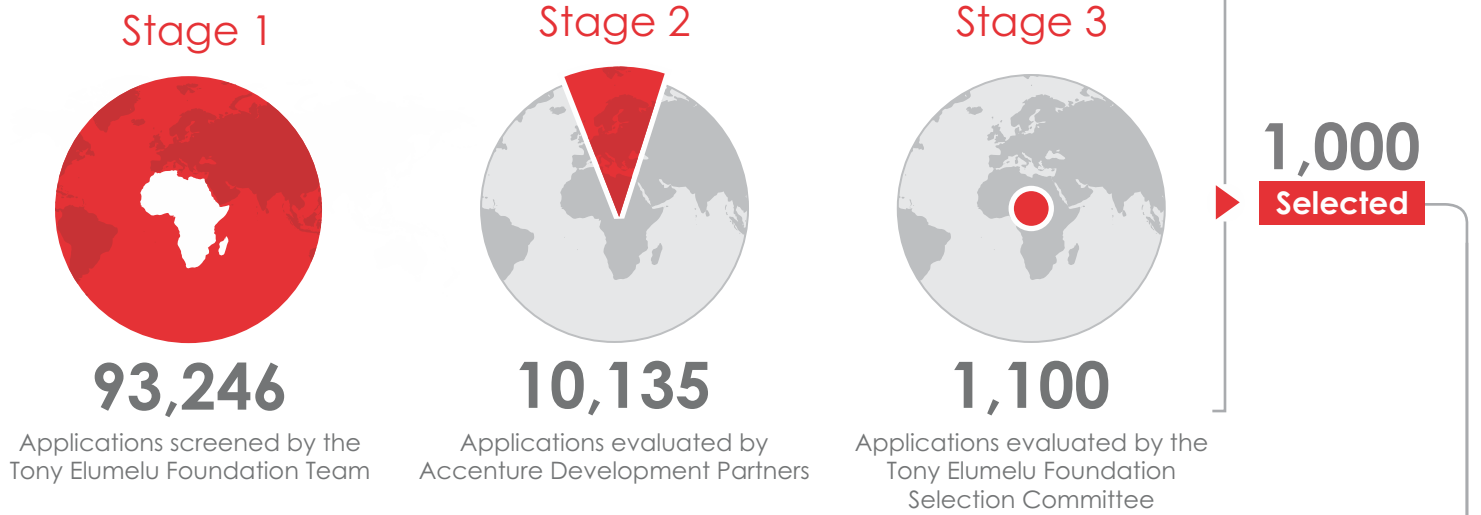 Stage 1
93,246
Applications screened by the
Tony Elumelu Foundation Team
Stage 2
10,135
Applications evaluated by
Accenture Development Partners
Stage 3
1,100
Applications evaluated by the
Tony Elumelu Foundation
Selection Committee
1,000
Selected